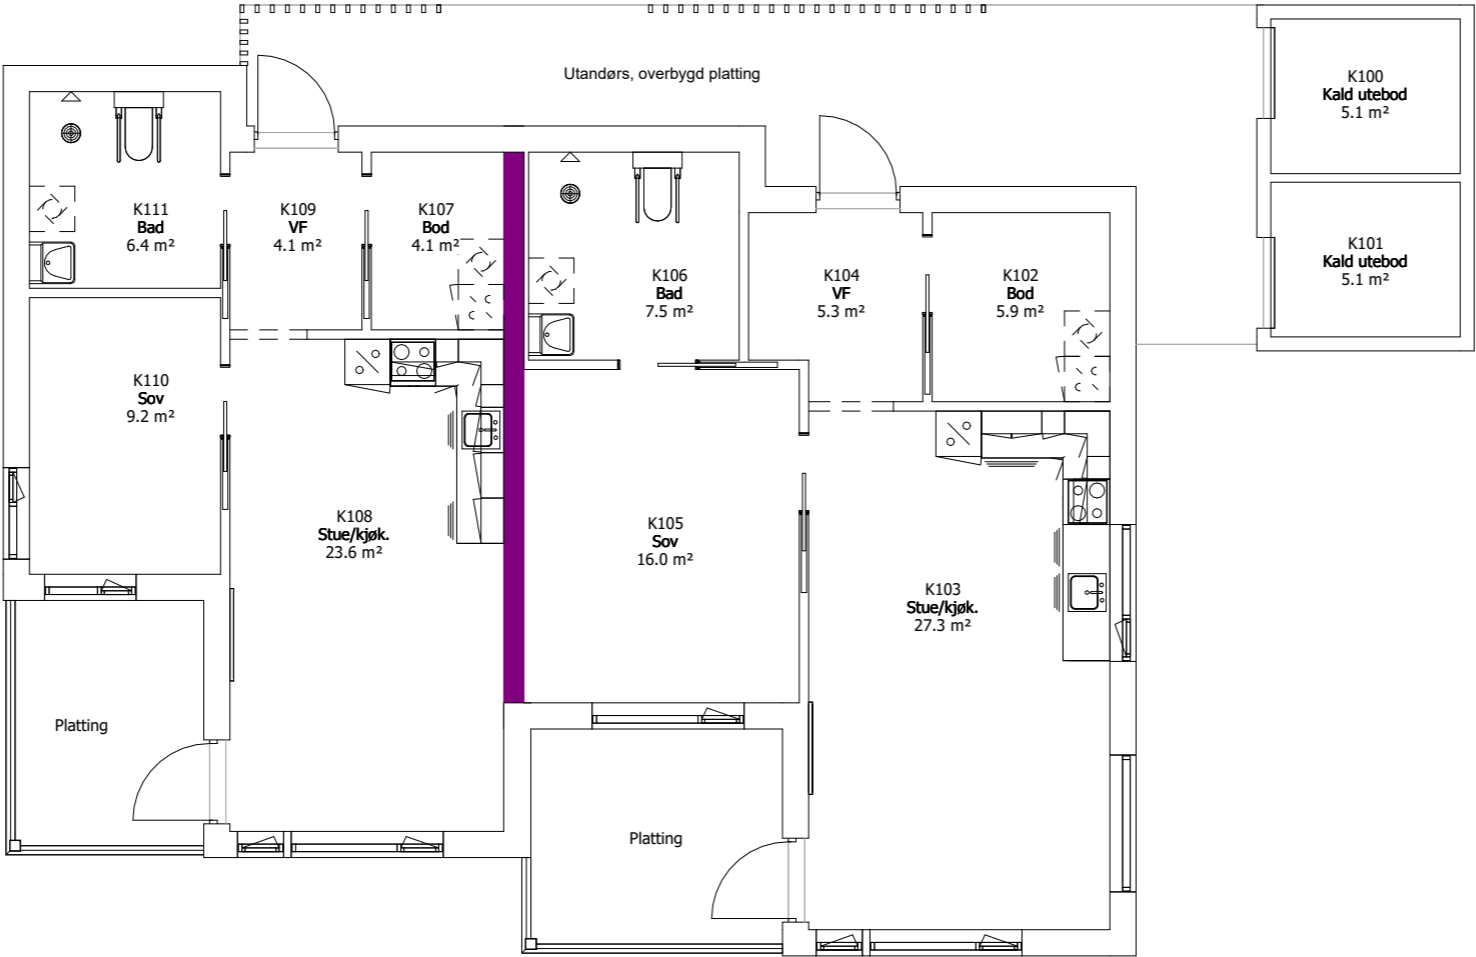 Utandørs, overbygd platting
K100
Kald utebod
5.1 m²
K101
Kald utebod
5.1 m²
K111
Bad
6.4 m²
K109
VF
4.1 m²
K107
Bod
4.1 m²
K106
Bad
7.5 m²
K104
VF
5.3 m²
K102
Bod
5.9 m²
K110
Sov
9.2 m²
K108
Stue/kjøk.
23.6 m²
K105
Sov
16.0 m²
K103
Stue/kjøk.
27.3 m²
Platting
Platting